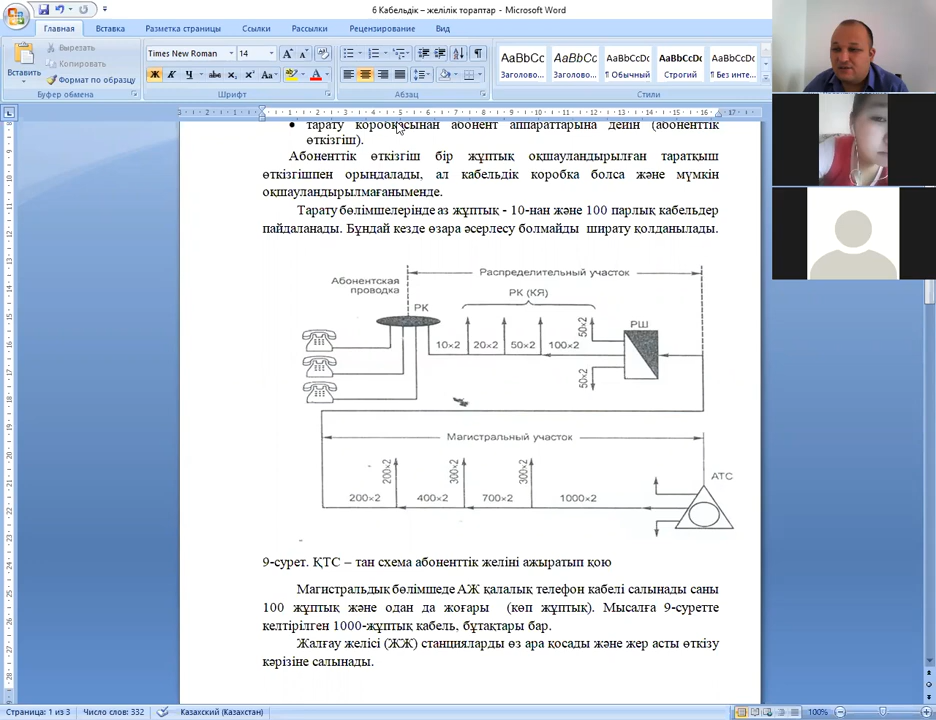 6 Кабельдік – желілік тораптар - Microsoft Word
Главная Вставка Разметка страницы Ссылки Рассылки Рецензирование Вид
Вставить
Вырезать
Копировать
Формат по образцу
Буфер обмена
Times New Roman 14
Ж К Ч
Шрифт
Абзац
AaBbCc AaBbCc AaBbCcDc AaBbCcDc AaBbCcDc
Заголово... Заголово... ¶ Обычный Строгий ¶ Без инте...
Стили
• тарату коробқасынан абонент аппараттарына дейін (абоненттік
өткізгіш).
Абоненттік өткізгіш бір жұптық оқшауландырылған таратқыш
өткізгішпен орындалады, ал кабельдік коробка болса және мүмкін
оқшауландырылмағаныменде.
Тарату бөлімшелерінде аз жұптық - 10-нан және 100 парлық кабельдер
пайдаланады. Бұндай кезде өзара әсерлесу болмайды ширату қолданылады.
Распределительный участок
Абонентская
проводка
РК
РК (КЯ)
РШ
50×2
10×2 20×2 50×2 100×2
50×2
Магистральный участок
АТС
200×2 300×2 300×2
200×2 400×2 700×2 1000×2
9-сурет. ҚТС – тан схема абоненттік желіні ажыратып қою
Магистральдық бөлімшеде АЖ қалалық телефон кабелі салынады саны
100 жұптық және одан да жоғары (көп жұптық). Мысалға 9-суретте
келтірілген 1000-жұптық кабель, бұтақтары бар.
Жалғау желісі (ЖЖ) станцияларды өз ара қосады және жер асты өткізу
кәрізіне салынады.
Страница: 1 из 3 Число слов: 332 Казахский (Казахстан) 100%